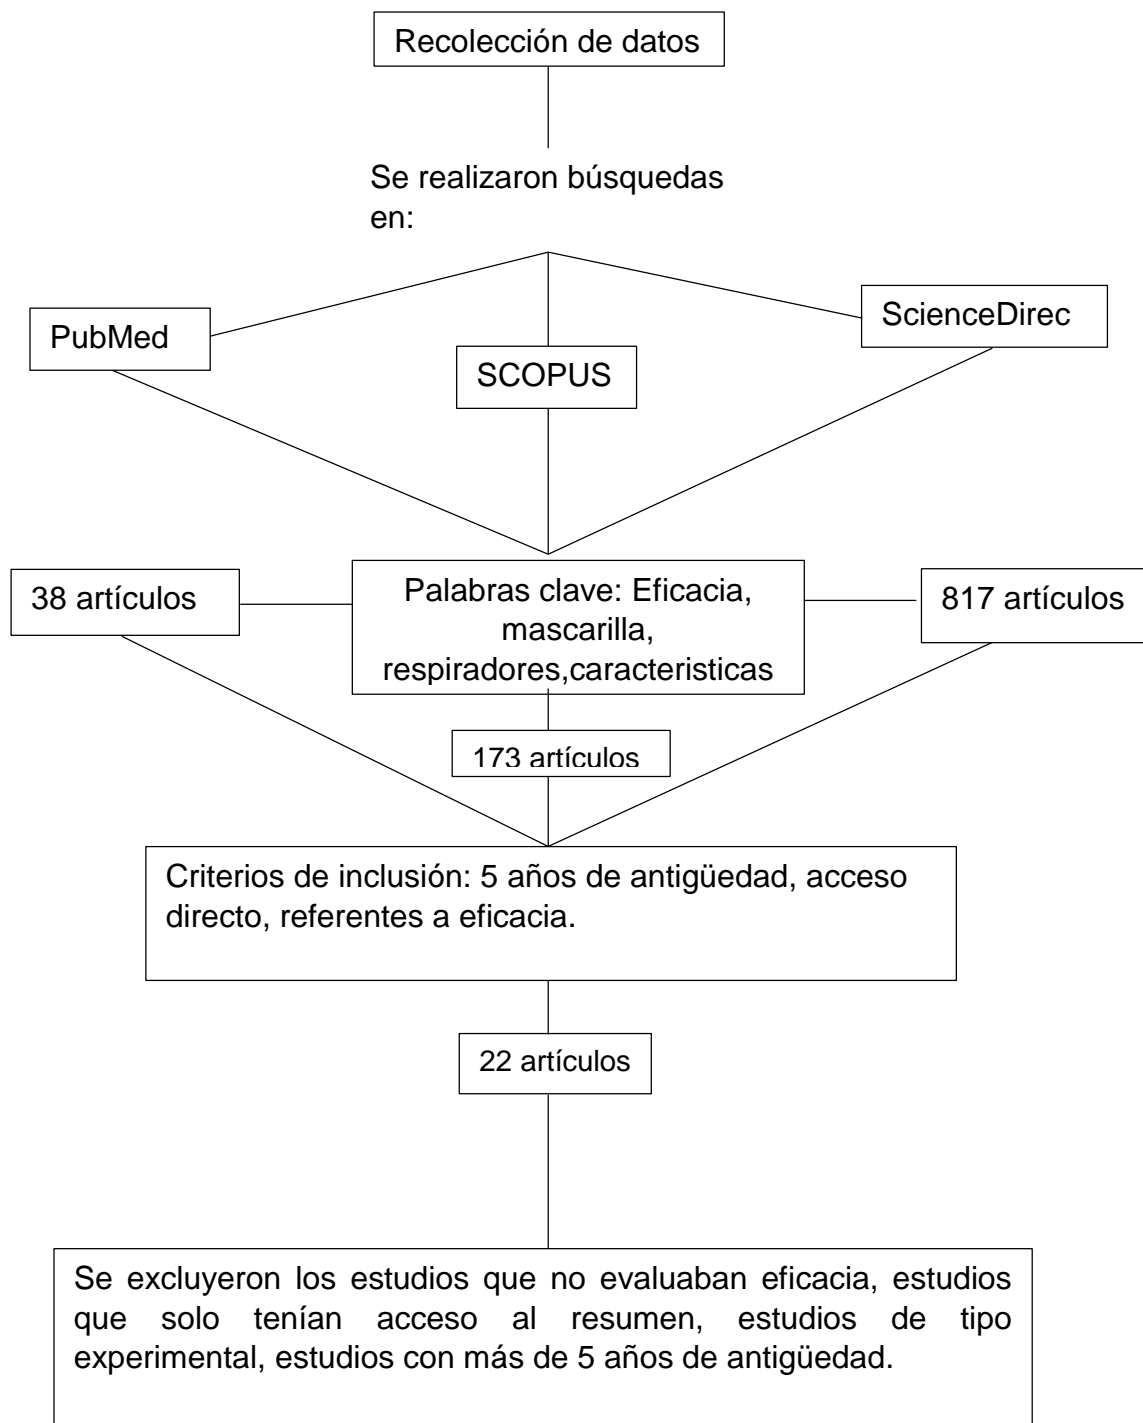 Recolección de datos
Se realizaron búsquedas
en:
PubMed
SCOPUS
ScienceDirec
38 artículos
Palabras clave: Eficacia,
mascarilla,
respiradores,caracteristicas
817 artículos
173 artículos
Criterios de inclusión: 5 años de antigüedad, acceso
directo, referentes a eficacia.
22 artículos
Se excluyeron los estudios que no evaluaban eficacia, estudios
que solo tenían acceso al resumen, estudios de tipo
experimental, estudios con más de 5 años de antigüedad.